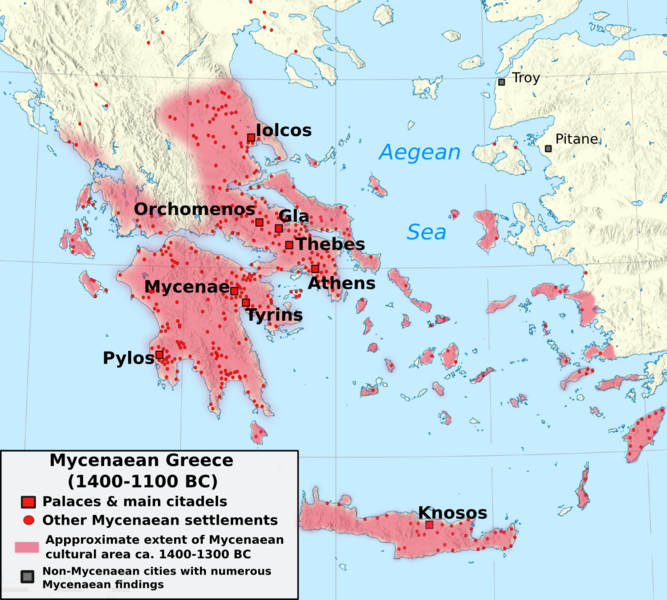 Troy
Pitane
Iolcos
Aegean
Sea
Orchomenos
Gla
Thebes
Athens
Mycenae
Tyrins
Pylos
Knosos
Mycenaean Greece
(1400-1100 BC)
Palaces & main citadels
Other Mycenaean settlements
Appproximate extent of Mycenaean
cultural area ca. 1400-1300 BC
Non-Mycenaean cities with numerous
Mycenaean findings